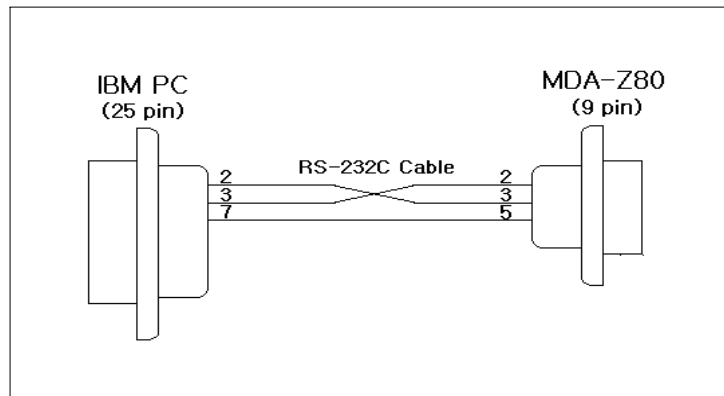 IBM PC
(25 pin)
MDA-Z80
(9 pin)
RS-232C Cable
2
3
7
2
3
5